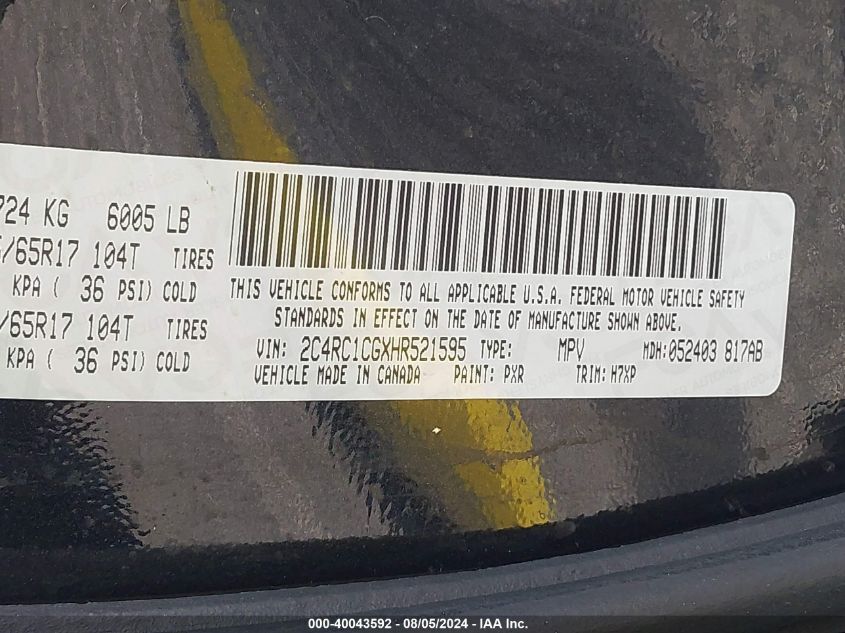 724 KG 6005 LB
/65R17 104T TIRES
KPA ( 36 PSI) COLD
/65R17 104T TIRES
KPA ( 36 PSI) COLD
THIS VEHICLE CONFORMS TO ALL APPLICABLE U.S.A. FEDERAL MOTOR VEHICLE SAFETY
STANDARDS IN EFFECT ON THE DATE OF MANUFACTURE SHOWN ABOVE.
VIN: 2C4RC1CGXHR521595 TYPE: MPV MDH:052403 817AB
VEHICLE MADE IN CANADA PAINT: PXR TRIM: H7XP
000-40043592 - 08/05/2024 - IAA Inc.